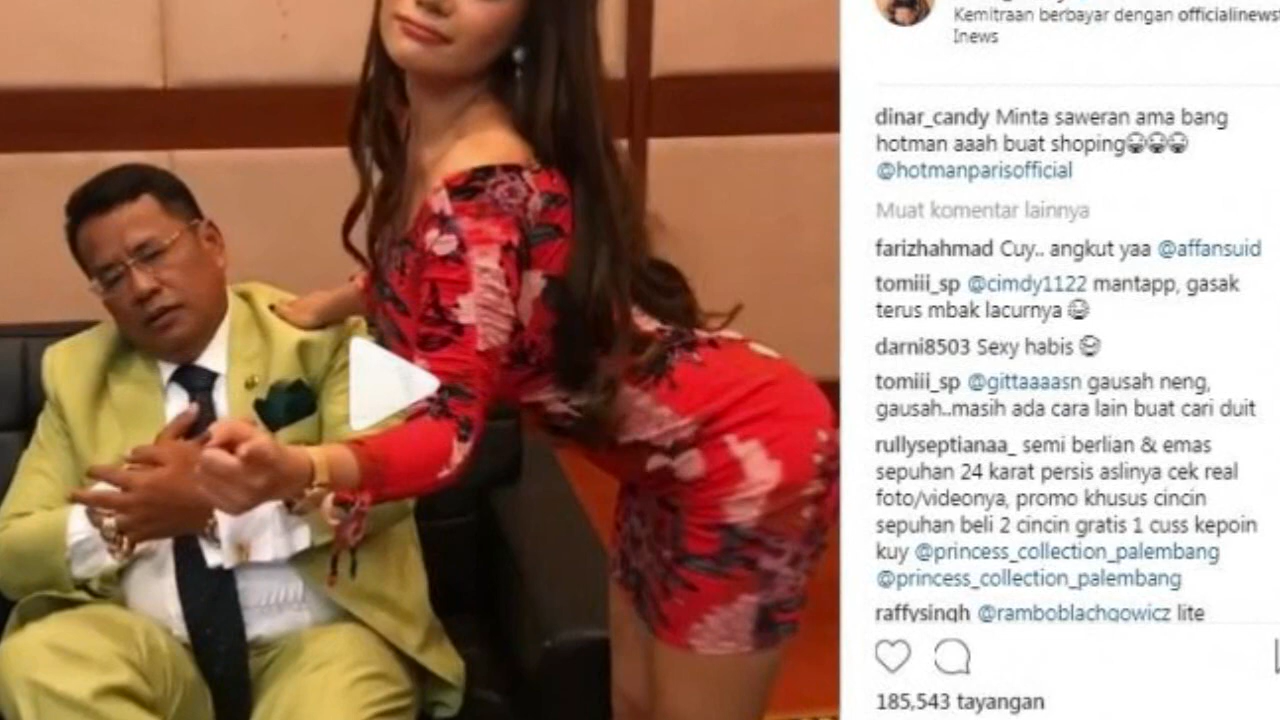 Kemitraan berbayar dengan officialinews
Inews
dinar_candy Minta saweran ama bang
hotman aaah buat shoping😂😂😂
@hotmanparisofficial
Muat komentar lainnya
farizhahmad Cuy.. angkut yaa @affansuid
tomiii_sp @cimdy1122 mantapp, gasak
terus mbak lacurnya 😂
darni8503 Sexy habis 😍
tomiii_sp @gittaaaasn gausah neng,
gausah..masih ada cara lain buat cari duit
rullyseptianaa_ semi berlian & emas
sepuhan 24 karat persis aslinya cek real
foto/videonya, promo khusus cincin
sepuhan beli 2 cincin gratis 1 cuss kepoin
kuy @princess_collection_palembang
@princess_collection_palembang
raffysingh @ramboblachgowicz lite
185,543 tayangan